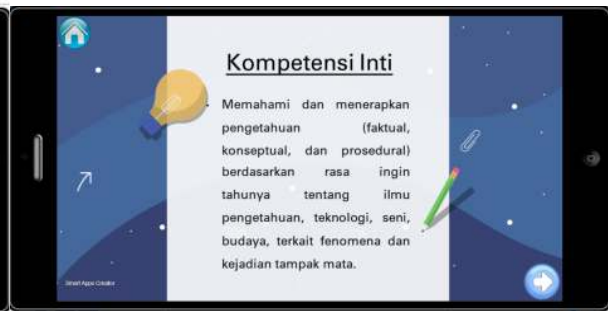 Kompetensi Inti
Memahami dan menerapkan
pengetahuan (faktual,
konseptual, dan prosedural)
berdasarkan rasa ingin
tahunya tentang ilmu
pengetahuan, teknologi, seni,
budaya, terkait fenomena dan
kejadian tampak mata.
Smart Apps Creator